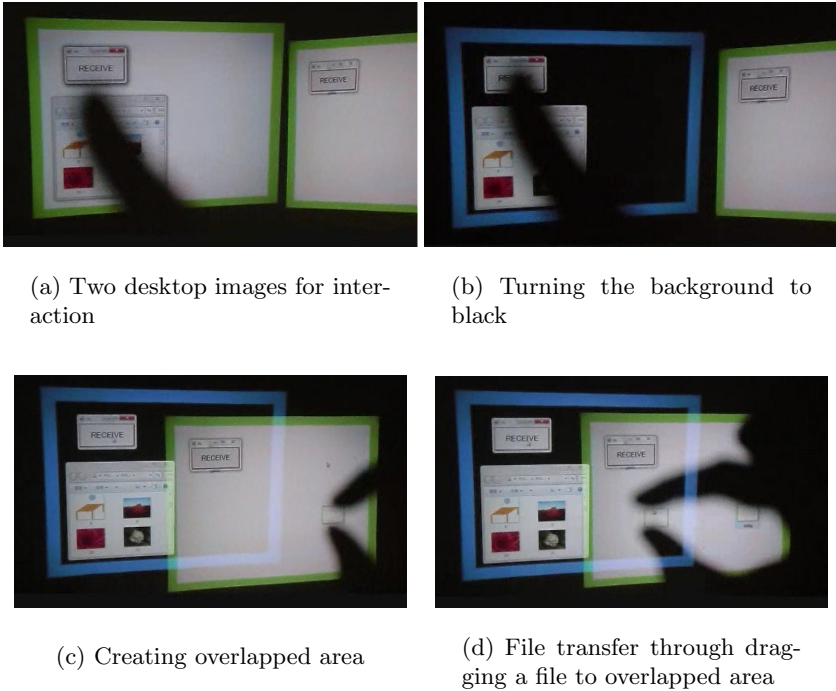 RECEIVE
RECEIVE
RECEIVE
(a) Two desktop images for inter-
action
(b) Turning the background to
black
RECEIVE
RECEIVE
RECEIVE
RECEIVE
(c) Creating overlapped area
(d) File transfer through drag-
ging a file to overlapped area